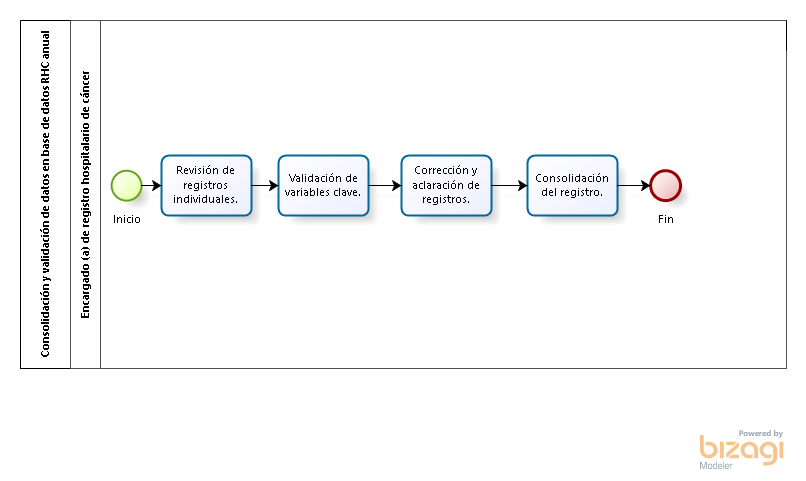 Consolidación y validación de datos en base de datos RHC anual
Encargado (a) de registro hospitalario de cáncer
Inicio
Revisión de
registros
individuales.
Validación de
variables clave.
Corrección y
aclaración de
registros.
Consolidación
del registro.
Fin
Powered by
bizagi
Modeler